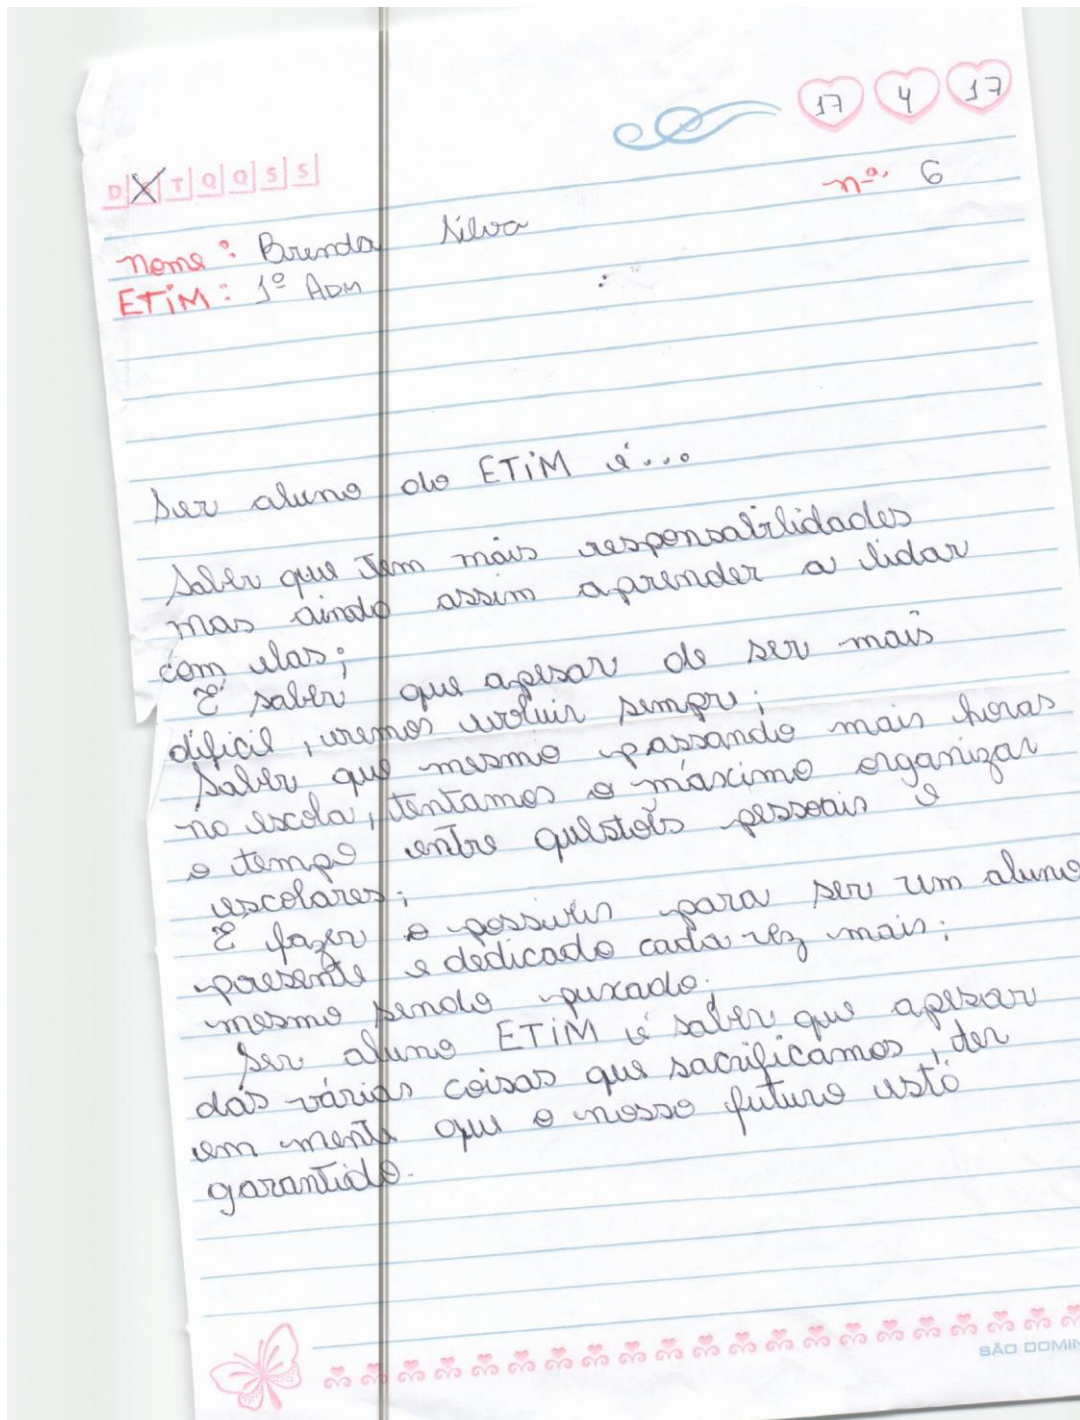 17 4 17
D X T Q Q S S
nº. 6
Nome: Brenda Silva
ETiM: 1º ADM
Ser aluno do ETiM é...
Saber que tem mais responsabilidades
mas ainda assim aprender a lidar
com elas;
É saber que apesar de ser mais
difícil, iremos evoluir sempre;
Saber que mesmo passando mais horas
na escola, tentamos o máximo organizar
o tempo entre questões pessoais e
escolares;
É fazer o possível para ser um aluno
presente e dedicado cada vez mais;
mesmo sendo puxado;
Ser aluno ETiM é saber que apesar
das várias coisas que sacrificamos, ter
em mente que o nosso futuro está
garantido.
SÃO DOMIN